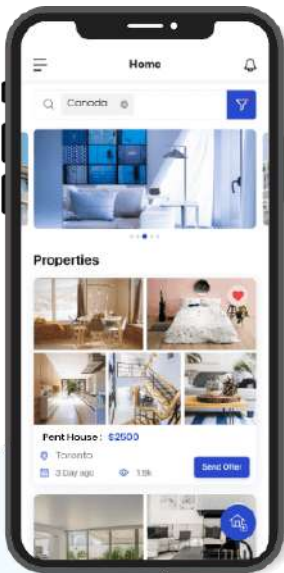 Home
Canada
Properties
Pent House : $2500
Toronto
3 Day ago 1.5k
Send Offer